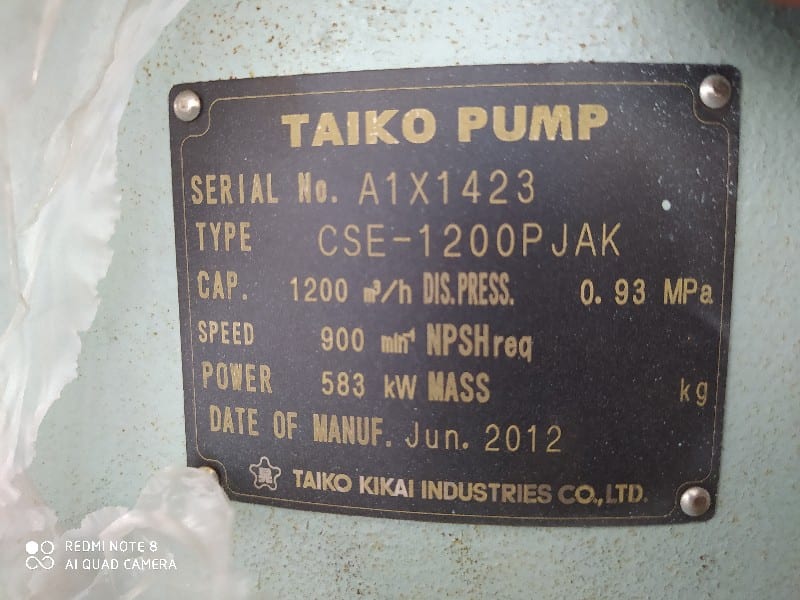 TAIKO PUMP
SERIAL No. A1X1423
TYPE CSE-1200PJAK
CAP. 1200 m³/h DIS.PRESS. 0.93 MPa
SPEED 900 min⁻¹ NPSHreq
POWER 583 kW MASS kg
DATE OF MANUF. Jun. 2012
TAIKO KIKAI INDUSTRIES CO.,LTD.
REDMI NOTE 8
AI QUAD CAMERA